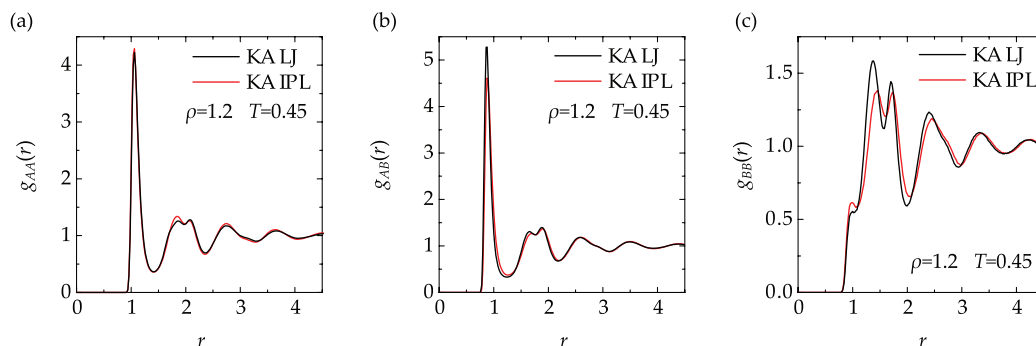 (a)
g_AA(r)
4
3
2
1
0
0 1 2 3 4
r
KA LJ
KA IPL
ρ=1.2 T=0.45
(b)
g_AB(r)
5
4
3
2
1
0
0 1 2 3 4
r
KA LJ
KA IPL
ρ=1.2 T=0.45
(c)
g_BB(r)
1.5
1.0
0.5
0.0
0 1 2 3 4
r
KA LJ
KA IPL
ρ=1.2 T=0.45